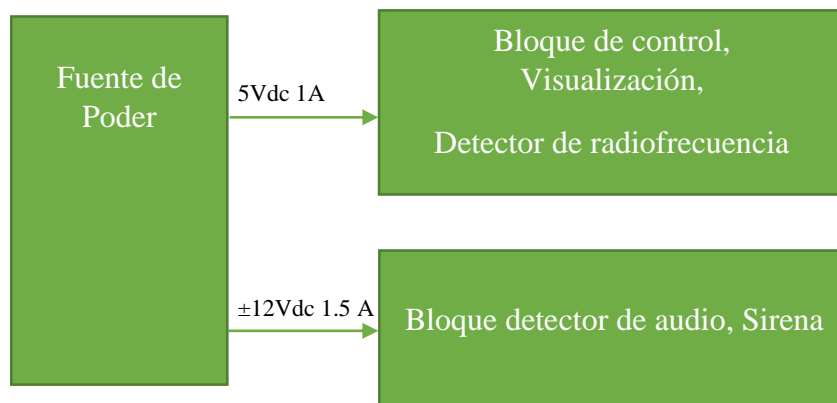 Fuente de
Poder
5Vdc 1A
Bloque de control,
Visualización,
Detector de radiofrecuencia
±12Vdc 1.5 A
Bloque detector de audio, Sirena